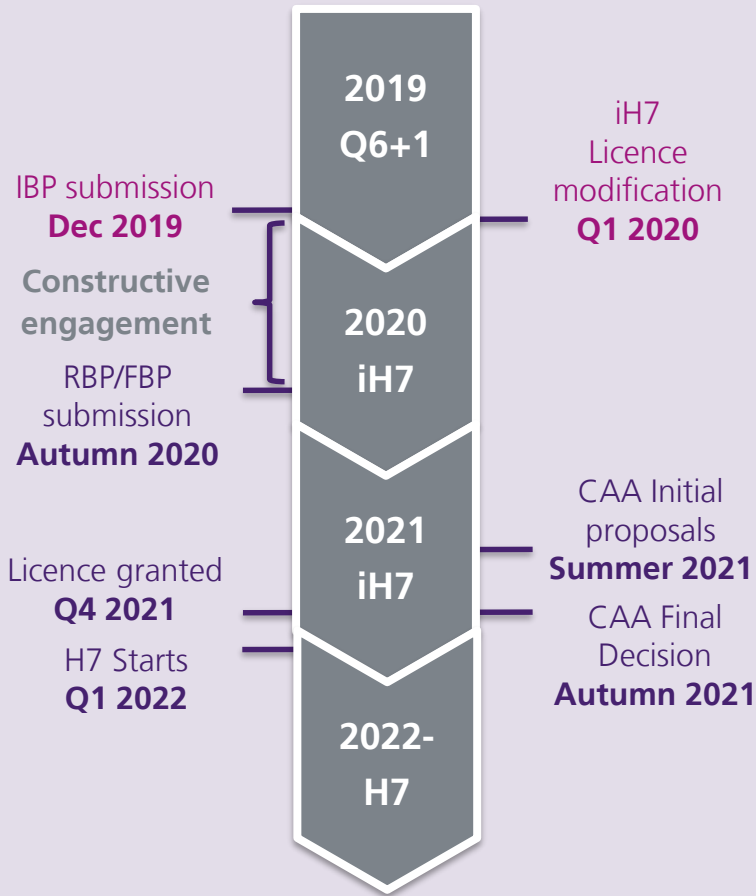 2019
Q6+1
iH7
Licence
modification
Q1 2020
IBP submission
Dec 2019
Constructive
engagement
2020
iH7
RBP/FBP
submission
Autumn 2020
2021
iH7
CAA Initial
proposals
Summer 2021
Licence granted
Q4 2021
CAA Final
Decision
Autumn 2021
H7 Starts
Q1 2022
2022-
H7